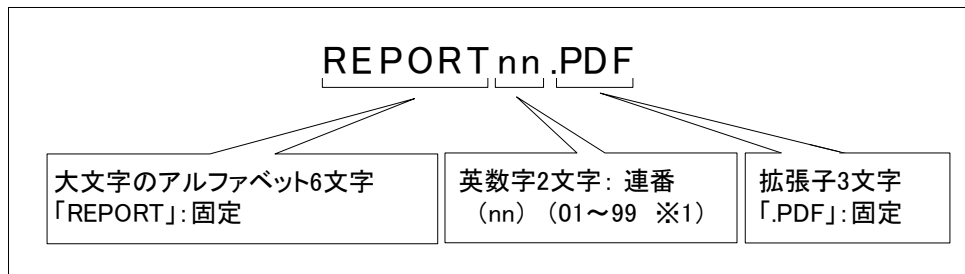 REPORTnn.PDF
大文字のアルファベット6文字
「REPORT」:固定
英数字2文字: 連番
(nn) (01～99 ※1)
拡張子3文字
「.PDF」:固定